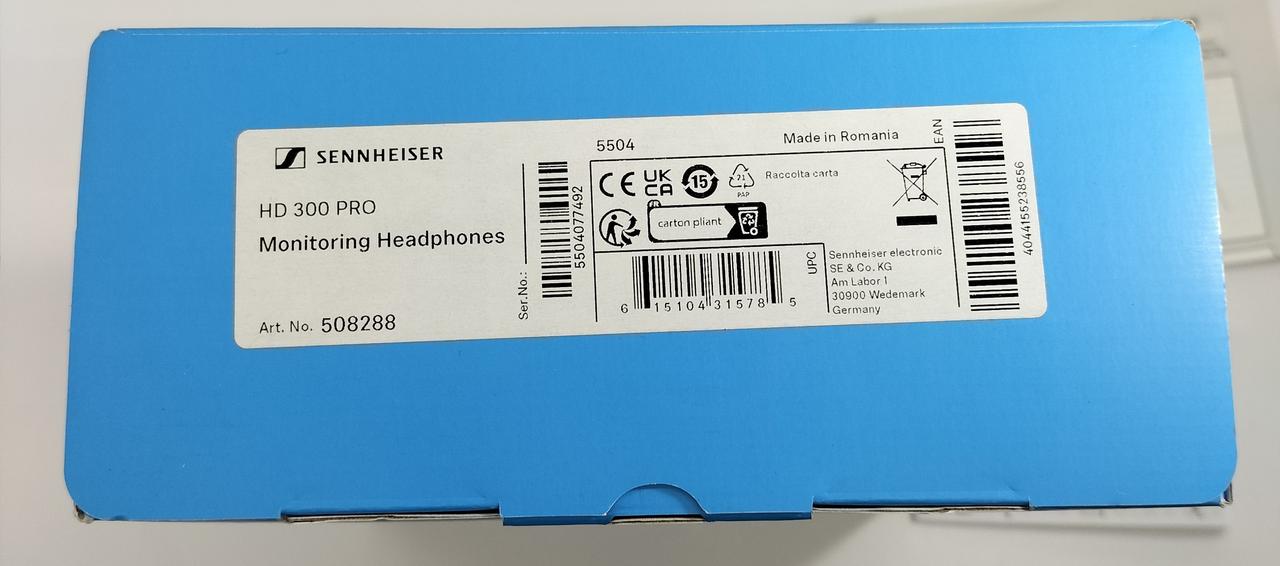 SENNHEISER
HD 300 PRO
Monitoring Headphones
Art. No. 508288
Ser.No.:
5504077492
5504
Made in Romania
CE
UK
CA
15
21
PAP
Raccolta carta
FR
carton pliant
6 15104 31578 5
UPC
Sennheiser electronic
SE & Co. KG
Am Labor 1
30900 Wedemark
Germany
EAN
4044155238556